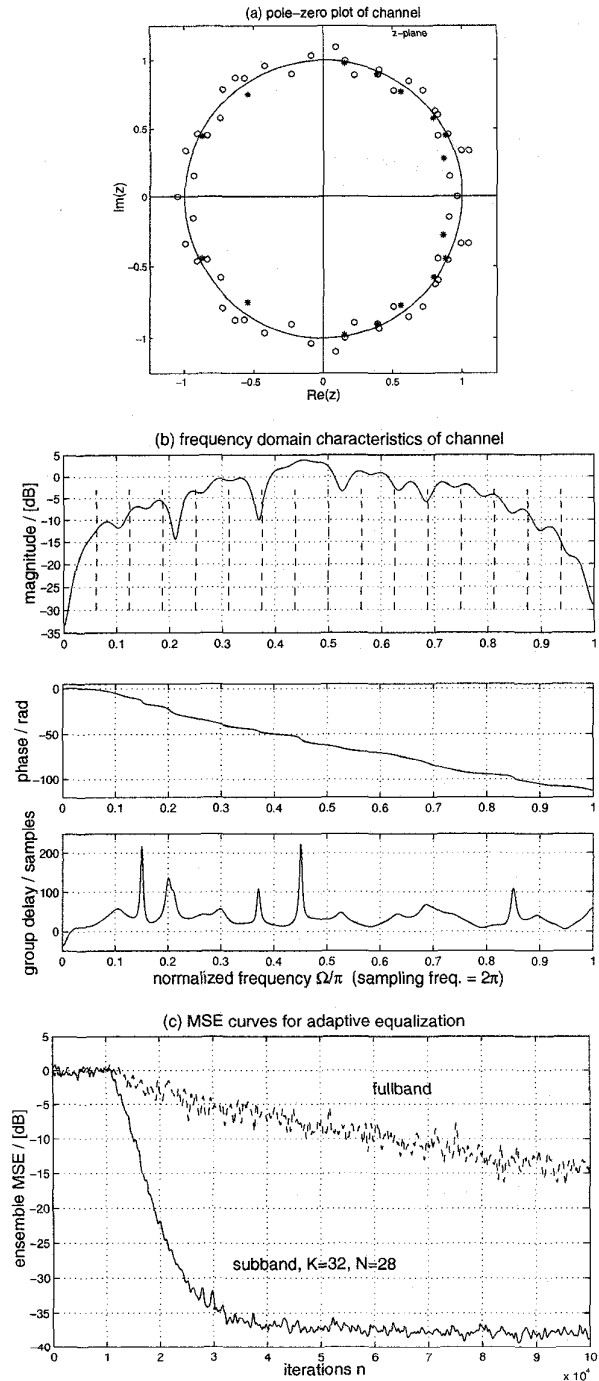 (a) pole-zero plot of channel
z-plane
1
0.5
0
-0.5
-1
Im(z)
-1 -0.5 0 0.5 1
Re(z)
(b) frequency domain characteristics of channel
5
0
-5
-10
-15
-20
-25
-30
-35
magnitude / [dB]
0 0.1 0.2 0.3 0.4 0.5 0.6 0.7 0.8 0.9 1
0
-50
-100
phase / rad
0 0.1 0.2 0.3 0.4 0.5 0.6 0.7 0.8 0.9 1
200
100
0
group delay / samples
0 0.1 0.2 0.3 0.4 0.5 0.6 0.7 0.8 0.9 1
normalized frequency Ω/π (sampling freq. = 2π)
(c) MSE curves for adaptive equalization
5
0
-5
-10
-15
-20
-25
-30
-35
-40
ensemble MSE / [dB]
fullband
subband, K=32, N=28
0 1 2 3 4 5 6 7 8 9 10
iterations n
x 10⁴